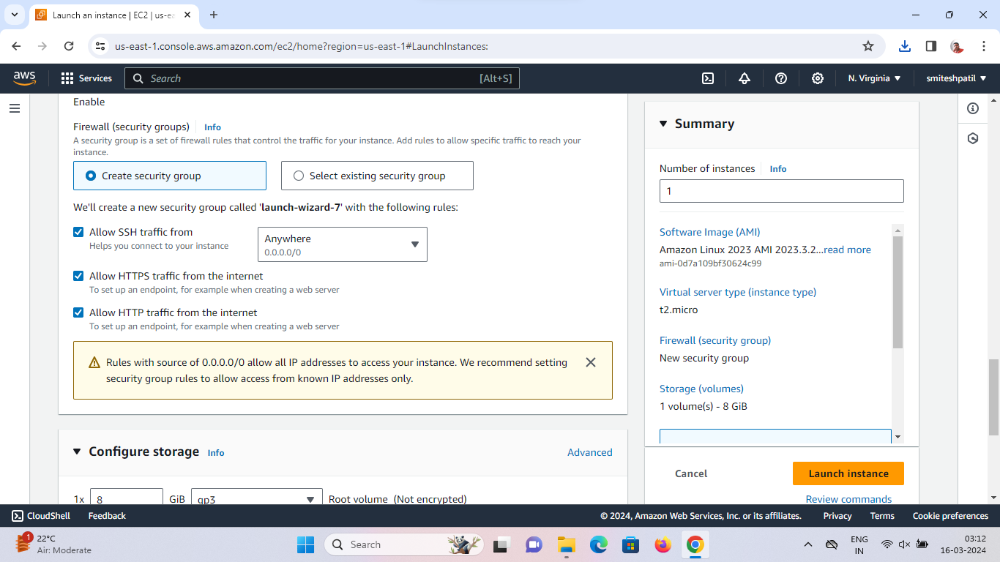 Launch an instance | EC2 | us-ea
us-east-1.console.aws.amazon.com/ec2/home?region=us-east-1#LaunchInstances:
aws
Services
Search
[Alt+S]
N. Virginia
smiteshpatil
Enable
Firewall (security groups)
Info
A security group is a set of firewall rules that control the traffic for your instance. Add rules to allow specific traffic to reach your
instance.
Create security group
Select existing security group
We'll create a new security group called 'launch-wizard-7' with the following rules:
Allow SSH traffic from
Helps you connect to your instance
Anywhere
0.0.0.0/0
Allow HTTPS traffic from the internet
To set up an endpoint, for example when creating a web server
Allow HTTP traffic from the internet
To set up an endpoint, for example when creating a web server
Rules with source of 0.0.0.0/0 allow all IP addresses to access your instance. We recommend setting
security group rules to allow access from known IP addresses only.
Configure storage
Info
Advanced
1x
8
GiB
gp3
Root volume (Not encrypted)
Summary
Number of instances
Info
1
Software Image (AMI)
Amazon Linux 2023 AMI 2023.3.2...read more
ami-0d7a109bf30624c99
Virtual server type (instance type)
t2.micro
Firewall (security group)
New security group
Storage (volumes)
1 volume(s) - 8 GiB
Cancel
Launch instance
Review commands
CloudShell
Feedback
© 2024, Amazon Web Services, Inc. or its affiliates.
Privacy
Terms
Cookie preferences
1
22°C
Air: Moderate
Search
ENG
IN
03:12
16-03-2024